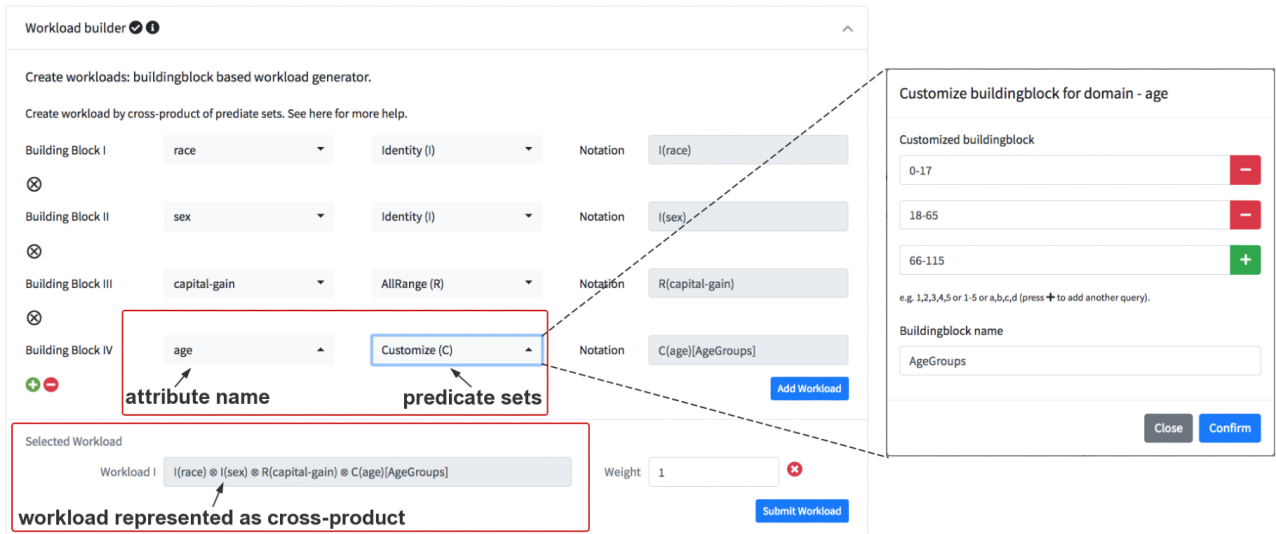 Workload builder
Create workloads: buildingblock based workload generator.
Create workload by cross-product of prediate sets. See here for more help.
Building Block I race Identity (I) Notation I(race)
Building Block II sex Identity (I) Notation I(sex)
Building Block III capital-gain AllRange (R) Notation R(capital-gain)
Building Block IV age Customize (C) Notation C(age)[AgeGroups]
attribute name predicate sets
Add Workload
Selected Workload
Workload I I(race) ⊗ I(sex) ⊗ R(capital-gain) ⊗ C(age)[AgeGroups] Weight 1
workload represented as cross-product
Submit Workload
Customize buildingblock for domain - age
Customized buildingblock
0-17
18-65
66-115
e.g. 1,2,3,4,5 or 1-5 or a,b,c,d (press + to add another query).
Buildingblock name
AgeGroups
Close Confirm